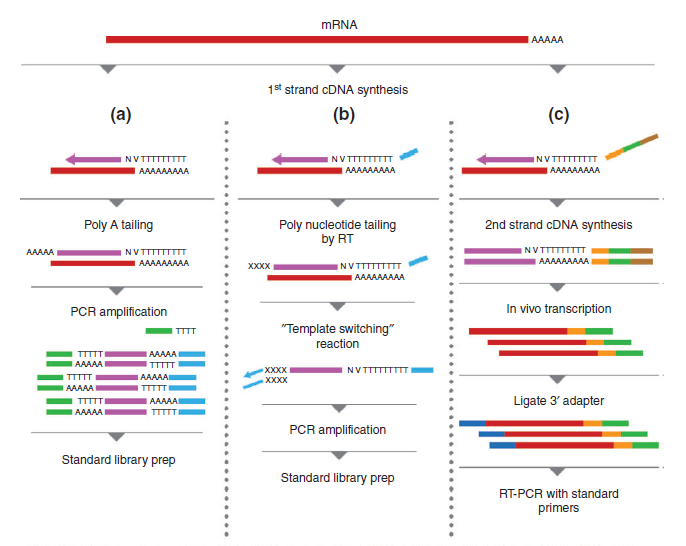 mRNA
AAAAA
1st strand cDNA synthesis
(a)
N V TTTTTTTTT
AAAAAAAAA
Poly A tailing
AAAAA N V TTTTTTTTT
AAAAAAAAA
PCR amplification
TTTT
TTTTT AAAAA
AAAAA TTTTT
TTTTT AAAAA
AAAAA TTTTT
TTTTT AAAAA
AAAAA TTTTT
Standard library prep
(b)
N V TTTTTTTTT
AAAAAAAAA
Poly nucleotide tailing
by RT
XXXX N V TTTTTTTTT
AAAAAAAAA
"Template switching"
reaction
XXXX N V TTTTTTTTT
XXXX
PCR amplification
Standard library prep
(c)
N V TTTTTTTTT
AAAAAAAAA
2nd strand cDNA synthesis
N V TTTTTTTTT
AAAAAAAAA
In vivo transcription
Ligate 3′ adapter
RT-PCR with standard
primers